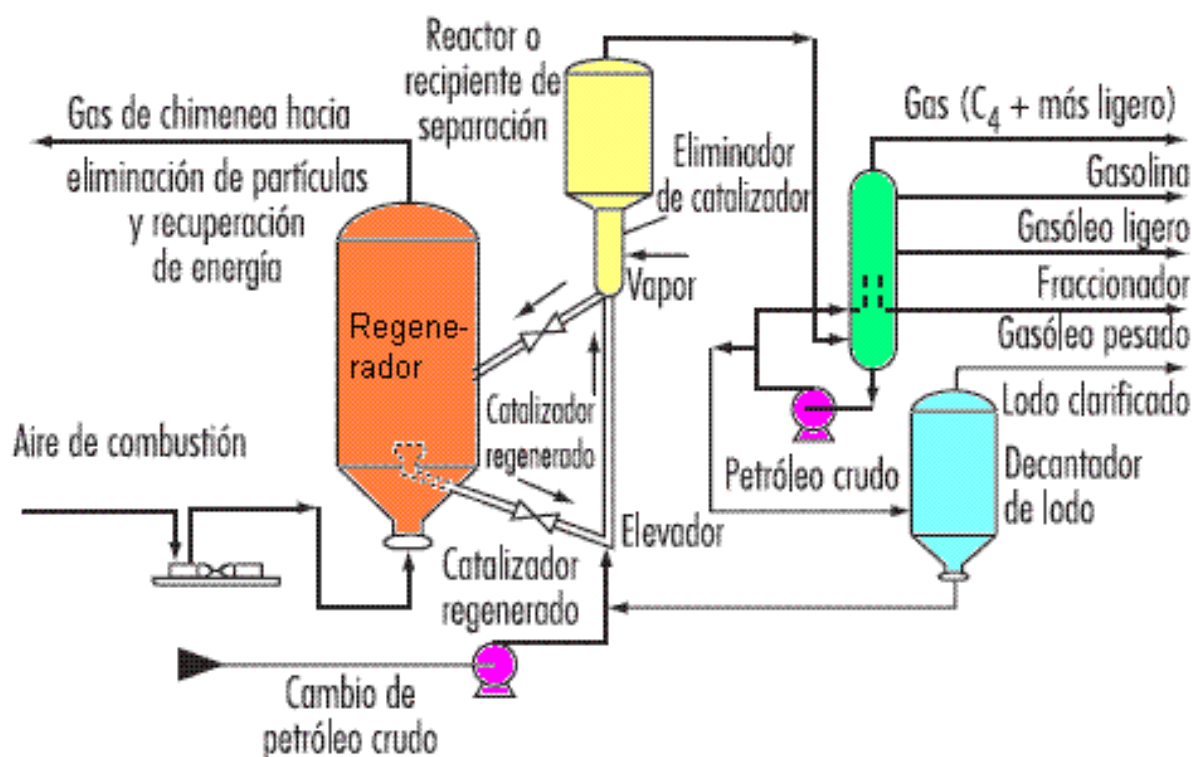 Reactor o
recipiente de
separación
Gas de chimenea hacia
eliminación de partículas
y recuperación
de energía
Eliminador
de catalizador
Vapor
Gas (C₄ + más ligero)
Gasolina
Gasóleo ligero
Fraccionador
Gasóleo pesado
Lodo clarificado
Regene-
rador
Catalizador
regenerado
Aire de combustión
Petróleo crudo
Decantador
de lodo
Elevador
Catalizador
regenerado
Cambio de
petróleo crudo